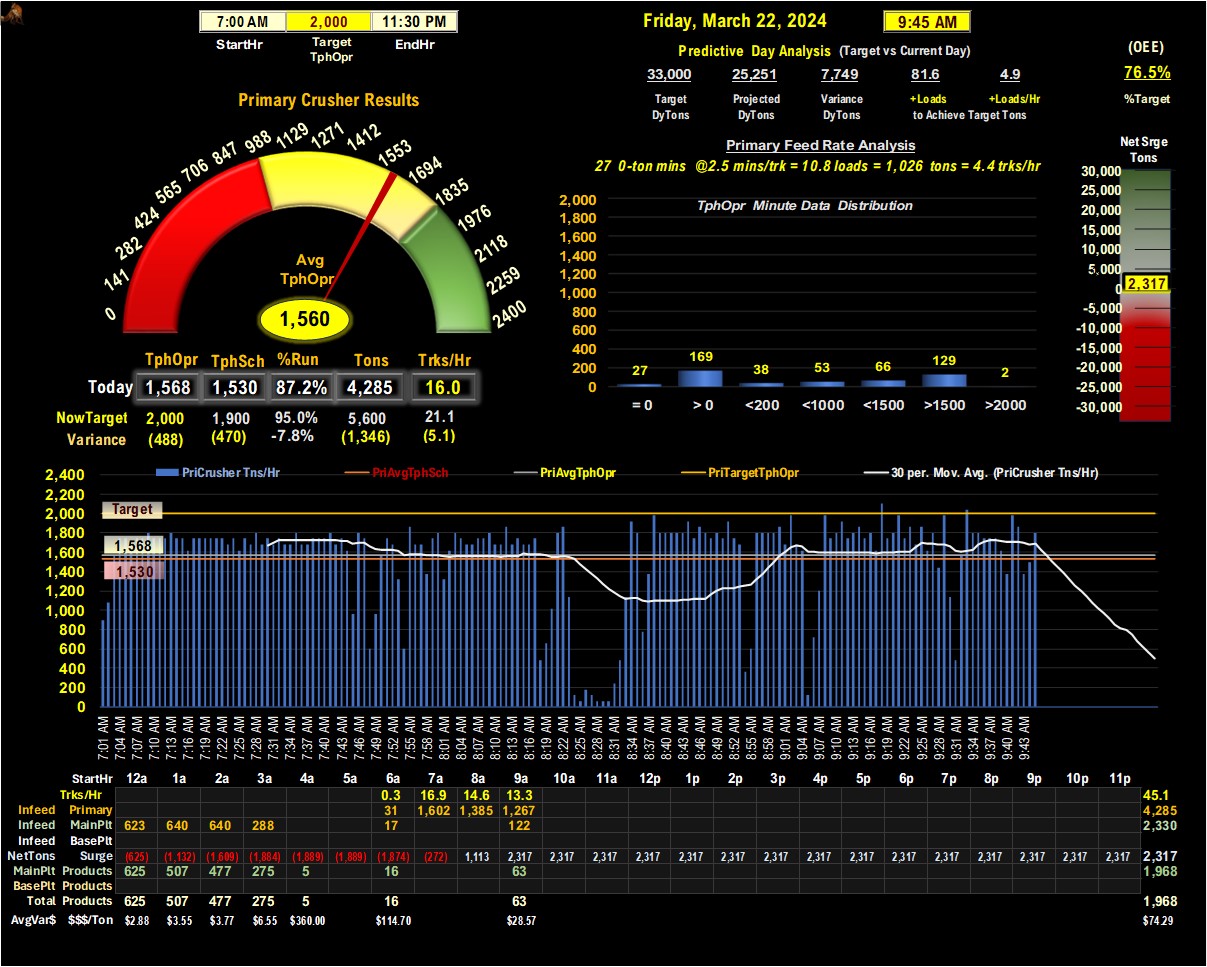 7:00 AM 2,000 11:30 PM
StartHr Target TphOpr EndHr
Friday, March 22, 2024 9:45 AM
Predictive Day Analysis (Target vs Current Day)
33,000 25,251 7,749 81.6 4.9
Target DyTons Projected DyTons Variance DyTons +Loads +Loads/Hr
to Achieve Target Tons
(OEE)
76.5%
%Target
Primary Crusher Results
0 141 282 424 565 706 847 988 1129 1271 1412 1553 1694 1835 1976 2118 2259 2400
Avg
TphOpr
1,560
TphOpr TphSch %Run Tons Trks/Hr
Today 1,568 1,530 87.2% 4,285 16.0
NowTarget 2,000 1,900 95.0% 5,600 21.1
Variance (488) (470) -7.8% (1,346) (5.1)
Primary Feed Rate Analysis
27 0-ton mins @2.5 mins/trk = 10.8 loads = 1,026 tons = 4.4 trks/hr
TphOpr Minute Data Distribution
2,000
1,800
1,600
1,400
1,200
1,000
800
600
400
200
0
27 169 38 53 66 129 2
= 0 > 0 <200 <1000 <1500 >1500 >2000
Net Srge
Tons
30,000
25,000
20,000
15,000
10,000
5,000
0
2,317
-5,000
-10,000
-15,000
-20,000
-25,000
-30,000
PriCrusher Tns/Hr PriAvgTphSch PriAvgTphOpr PriTargetTphOpr 30 per. Mov. Avg. (PriCrusher Tns/Hr)
2,400
2,200
2,000
1,800
1,600
1,400
1,200
1,000
800
600
400
200
0
Target
1,568
1,530
7:01 AM 7:04 AM 7:07 AM 7:10 AM 7:13 AM 7:16 AM 7:19 AM 7:22 AM 7:25 AM 7:28 AM 7:31 AM 7:34 AM 7:37 AM 7:40 AM 7:43 AM 7:46 AM 7:49 AM 7:52 AM 7:55 AM 7:58 AM 8:01 AM 8:04 AM 8:07 AM 8:10 AM 8:13 AM 8:16 AM 8:19 AM 8:22 AM 8:25 AM 8:28 AM 8:31 AM 8:34 AM 8:37 AM 8:40 AM 8:43 AM 8:46 AM 8:49 AM 8:52 AM 8:55 AM 8:58 AM 9:01 AM 9:04 AM 9:07 AM 9:10 AM 9:13 AM 9:16 AM 9:19 AM 9:22 AM 9:25 AM 9:28 AM 9:31 AM 9:34 AM 9:37 AM 9:40 AM 9:43 AM
StartHr 12a 1a 2a 3a 4a 5a 6a 7a 8a 9a 10a 11a 12p 1p 2p 3p 4p 5p 6p 7p 8p 9p 10p 11p
Trks/Hr 0.3 16.9 14.6 13.3 45.1
Infeed Primary 31 1,602 1,385 1,267 4,285
Infeed MainPlt 623 640 640 288 17 122 2,330
Infeed BasePlt
NetTons Surge (625) (1,132) (1,609) (1,884) (1,889) (1,889) (1,874) (272) 1,113 2,317 2,317 2,317 2,317 2,317 2,317 2,317 2,317 2,317 2,317 2,317 2,317 2,317 2,317 2,317 2,317
MainPlt Products 625 507 477 275 5 16 63 1,968
BasePlt Products
Total Products 625 507 477 275 5 16 63 1,968
AvgVar$ $$$/Ton $2.88 $3.55 $3.77 $6.55 $360.00 $114.70 $28.57 $74.29